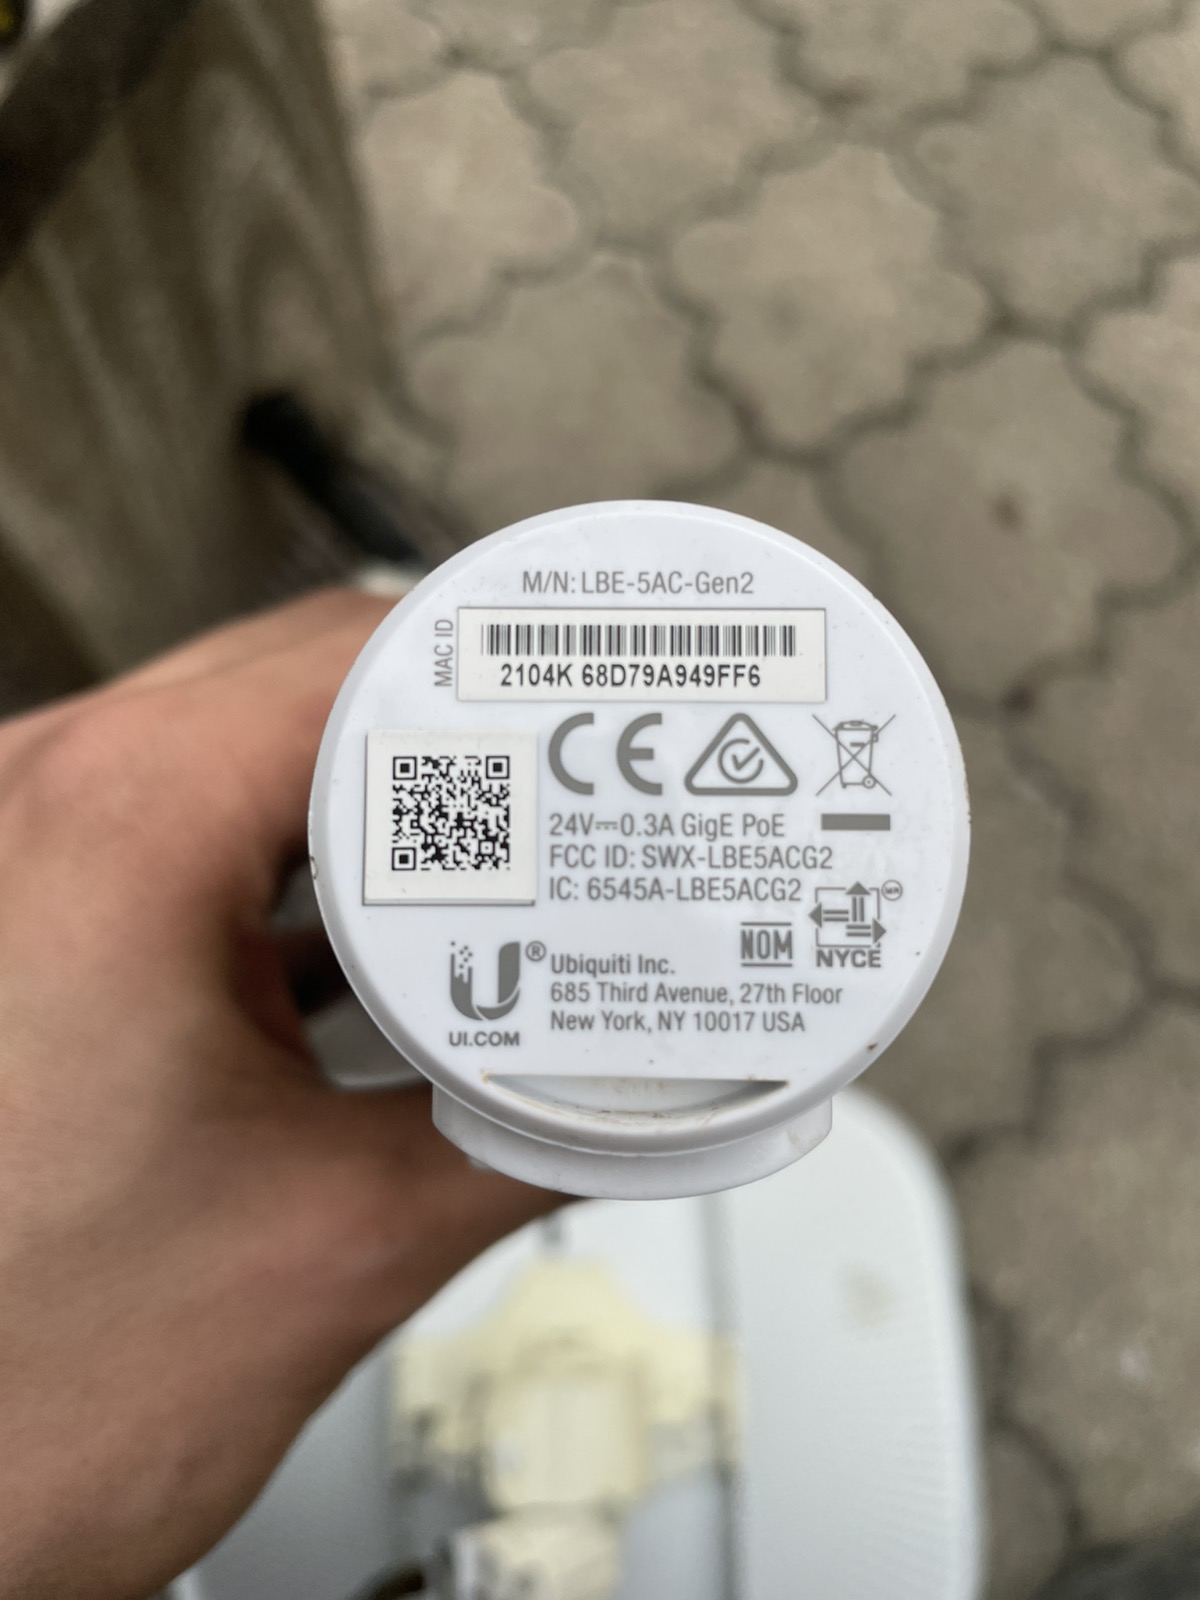 M/N: LBE-5AC-Gen2
MAC ID
2104K 68D79A949FF6
CE
24V⎓0.3A GigE PoE
FCC ID: SWX-LBE5ACG2
IC: 6545A-LBE5ACG2
NOM
NYCE
U®
UI.COM
Ubiquiti Inc.
685 Third Avenue, 27th Floor
New York, NY 10017 USA